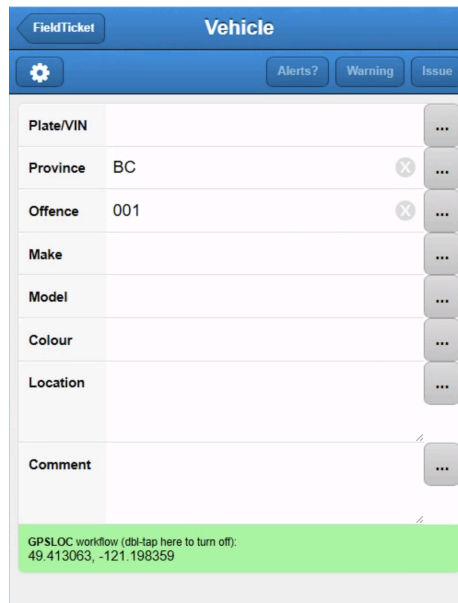 FieldTicket Vehicle
Alerts? Warning Issue
Plate/VIN ...
Province BC X ...
Offence 001 X ...
Make ...
Model ...
Colour ...
Location ...
Comment ...
GPSLOC workflow (dbl-tap here to turn off):
49.413063, -121.198359